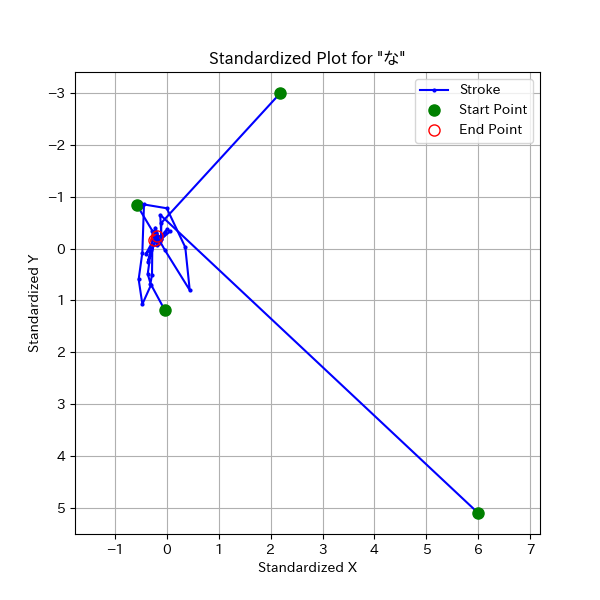 Standardized Plot for "な"
Stroke
Start Point
End Point
−3
−2
−1
0
1
2
3
4
5
Standardized Y
−1 0 1 2 3 4 5 6 7
Standardized X